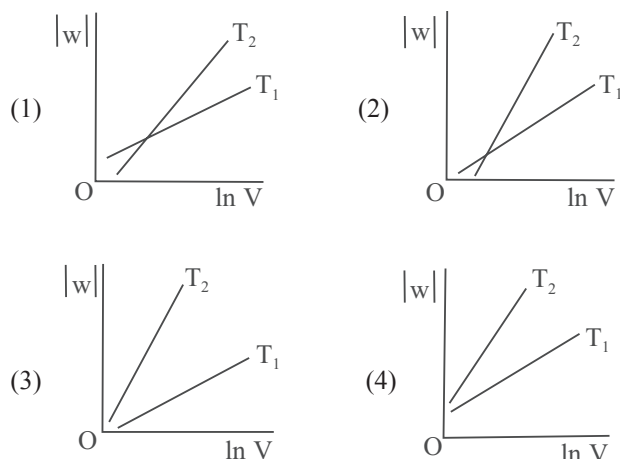 |w|
T₂
T₁
(1)
O
ln V
|w|
T₂
T₁
(2)
O
ln V
|w|
T₂
T₁
(3)
O
ln V
|w|
T₂
T₁
(4)
O
ln V